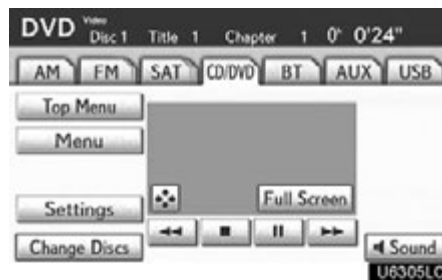 DVD Video Disc 1 Title 1 Chapter 1 0h 0'24"
AM FM SAT CD/DVD BT AUX USB
Top Menu
Menu
Full Screen
Settings
Change Discs
Sound
U6305LC